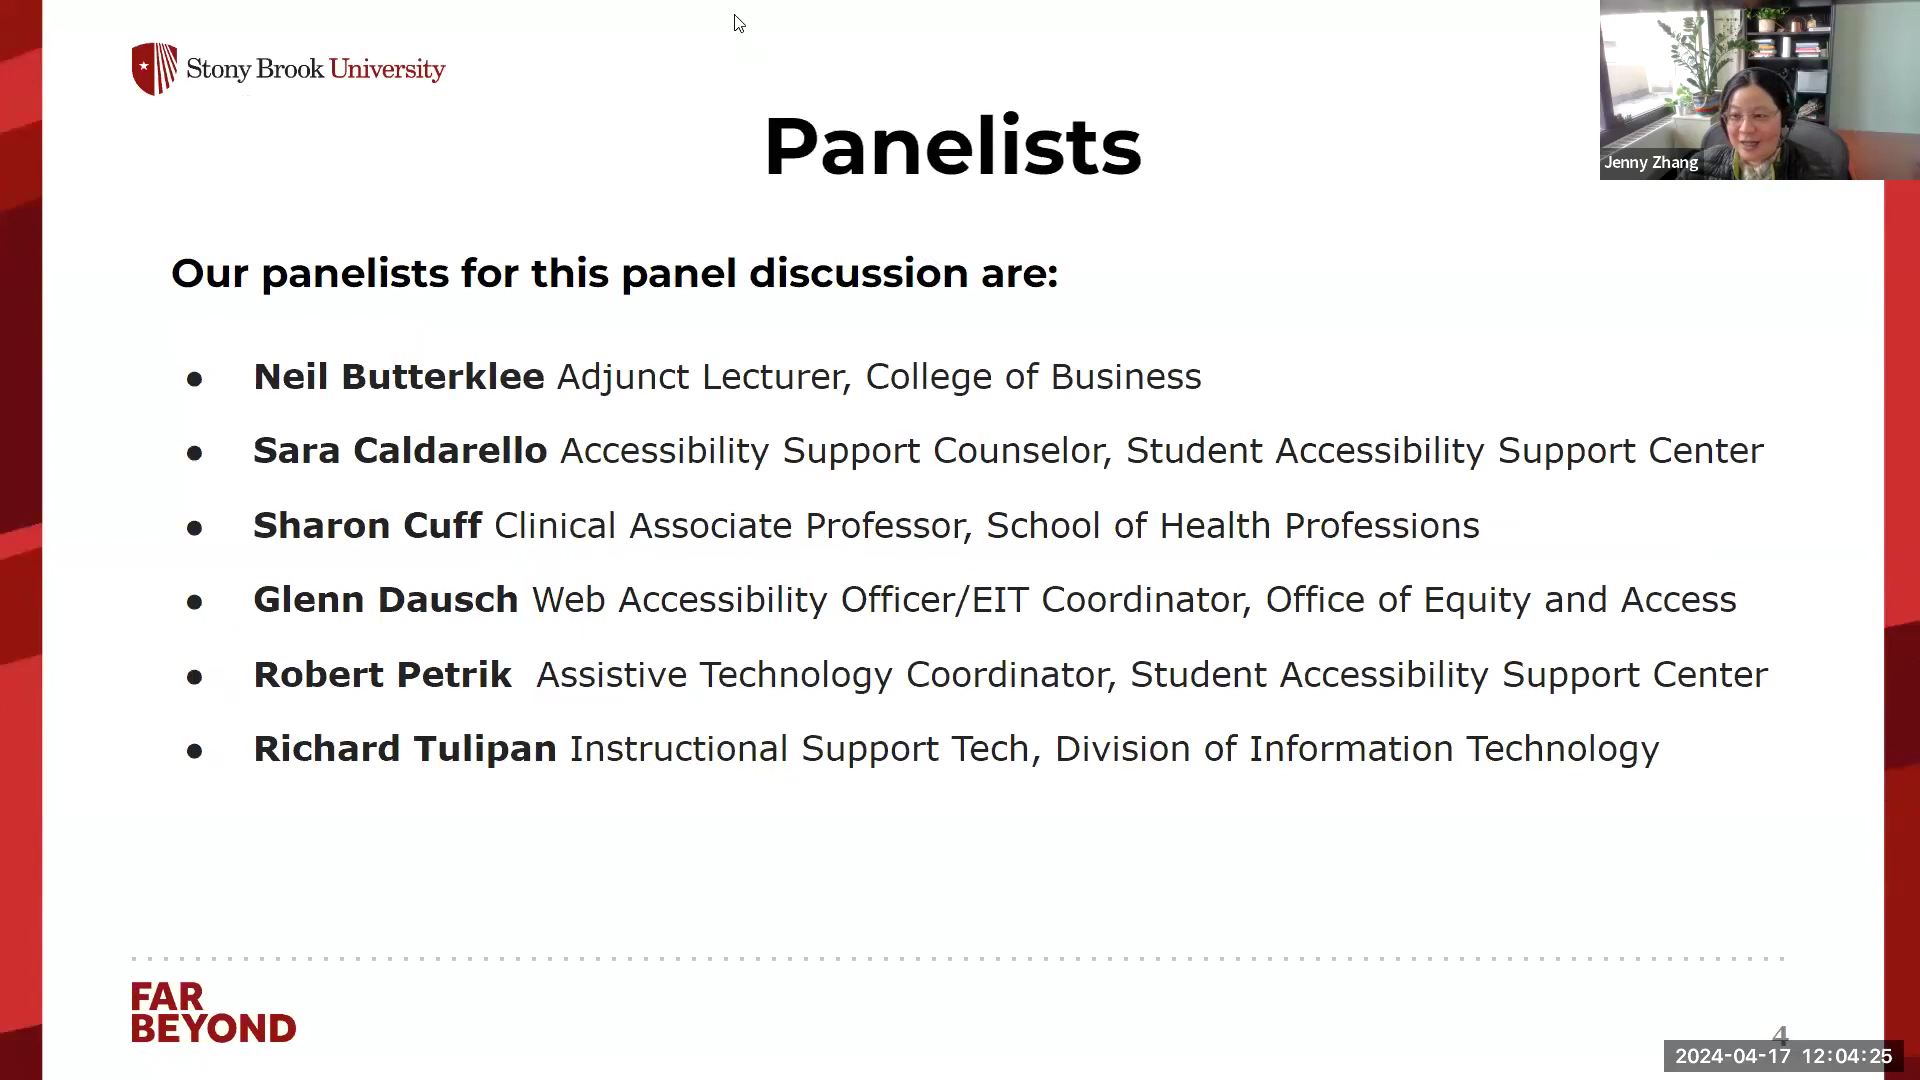 Stony Brook University
Jenny Zhang
Panelists
Our panelists for this panel discussion are:
● Neil Butterklee Adjunct Lecturer, College of Business
● Sara Caldarello Accessibility Support Counselor, Student Accessibility Support Center
● Sharon Cuff Clinical Associate Professor, School of Health Professions
● Glenn Dausch Web Accessibility Officer/EIT Coordinator, Office of Equity and Access
● Robert Petrik Assistive Technology Coordinator, Student Accessibility Support Center
● Richard Tulipan Instructional Support Tech, Division of Information Technology
FAR
BEYOND
4
2024-04-17 12:04:25